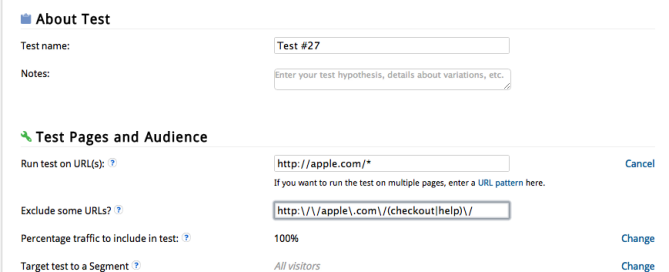 About Test
Test name: Test #27
Notes: Enter your test hypothesis, details about variations, etc.
Test Pages and Audience
Run test on URL(s): ? http://apple.com/* Cancel
If you want to run the test on multiple pages, enter a URL pattern here.
Exclude some URLs? ? http:\/\/apple\.com\/(checkout|help)\/
Percentage traffic to include in test: ? 100% Change
Target test to a Segment ? All visitors Change